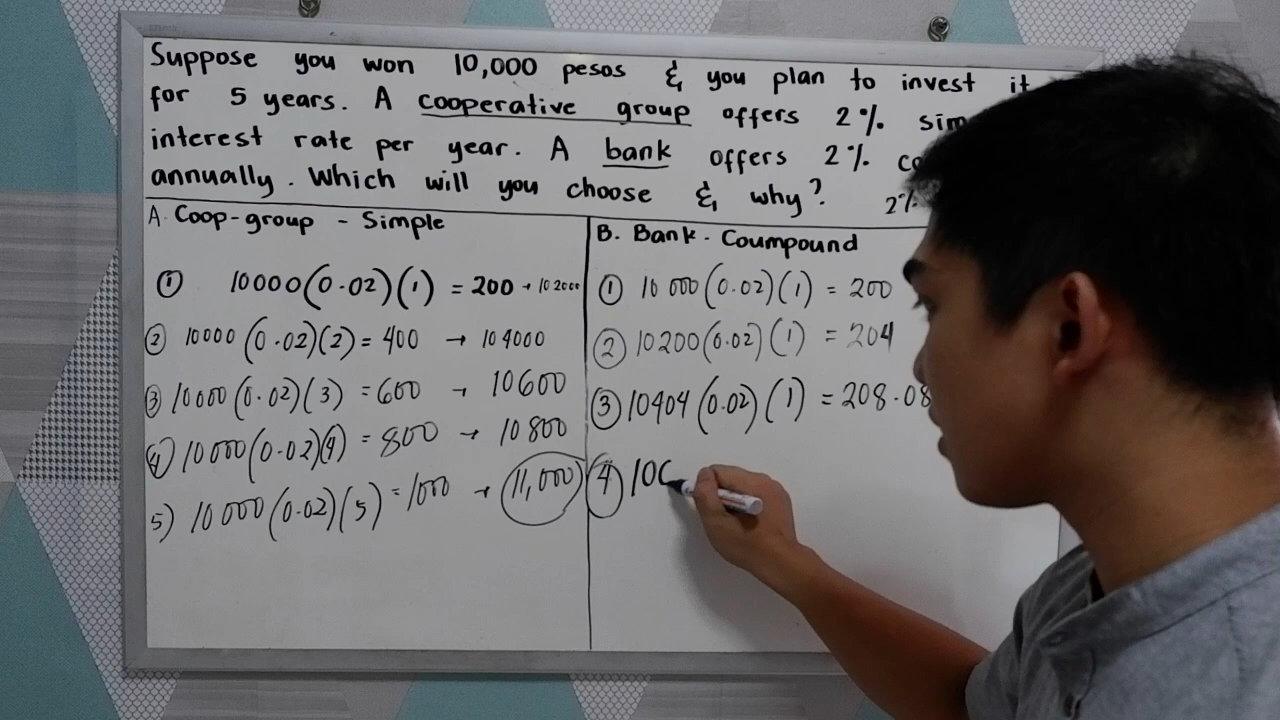 Suppose you won 10,000 pesos & you plan to invest it
for 5 years. A cooperative group offers 2%
interest rate per year. A bank offers 2%
annually. Which will you choose & why? 2%
A. Coop-group - Simple
① 10000(0.02)(1) = 200 → 102000
② 10000(0.02)(2) = 400 → 104000
③ 10000(0.02)(3) = 600 → 10600
④ 10000(0.02)(4) = 800 → 10800
5) 10000(0.02)(5) = 1000 → 11,000
B. Bank - Coumpound
① 10000(0.02)(1) = 200
② 10200(0.02)(1) = 204
③ 10404(0.02)(1) = 208.08
④ 10